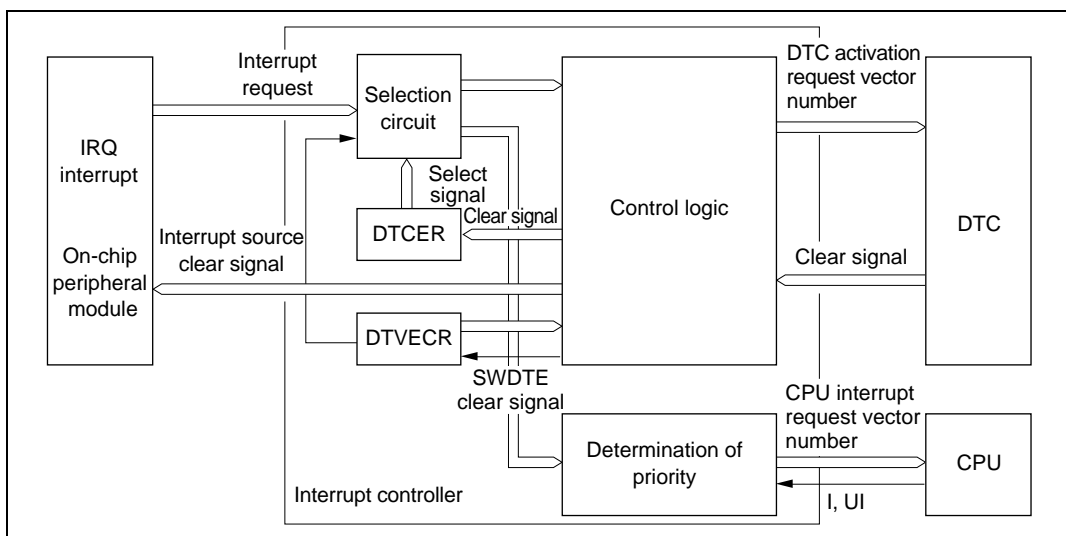 Interrupt
request
DTC activation
request vector
number
Selection
circuit
IRQ
interrupt
Select
signal
Control logic
DTC
DTCER
Clear signal
Interrupt source
clear signal
Clear signal
On-chip
peripheral
module
DTVECR
SWDTE
clear signal
CPU interrupt
request vector
number
Determination of
priority
CPU
Interrupt controller
I, UI